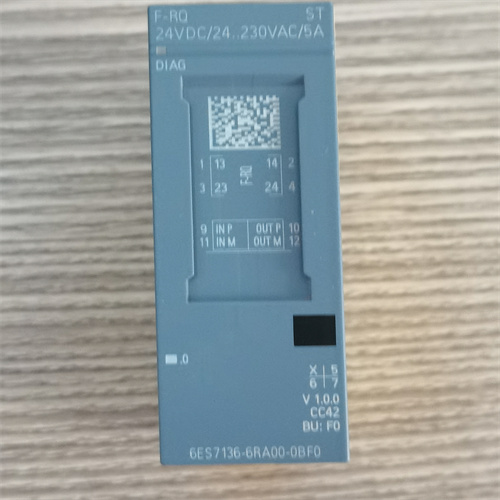 F-RQ ST
24VDC/24..230VAC/5A
DIAG
1 13 14 2
F-RQ
3 23 24 4
9 IN P OUT P 10
11 IN M OUT M 12
.0
X 5
6 7
V 1.0.0
CC42
BU: F0
6ES7136-6RA00-0BF0